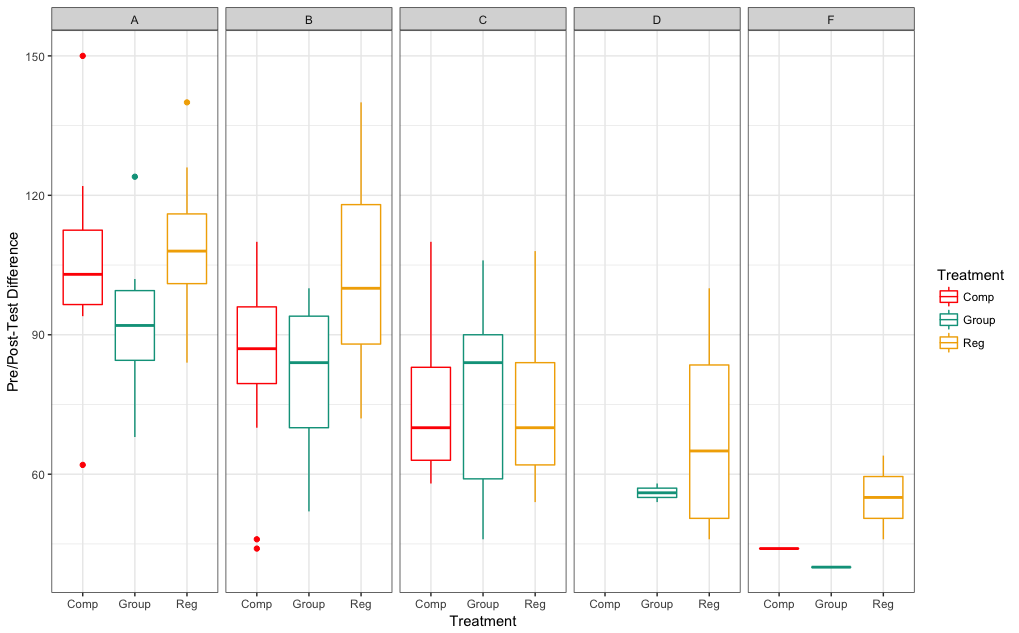 A B C D F
150
120
90
60
Pre/Post-Test Difference
Comp Group Reg Comp Group Reg Comp Group Reg Comp Group Reg Comp Group Reg
Treatment
Treatment
Comp
Group
Reg